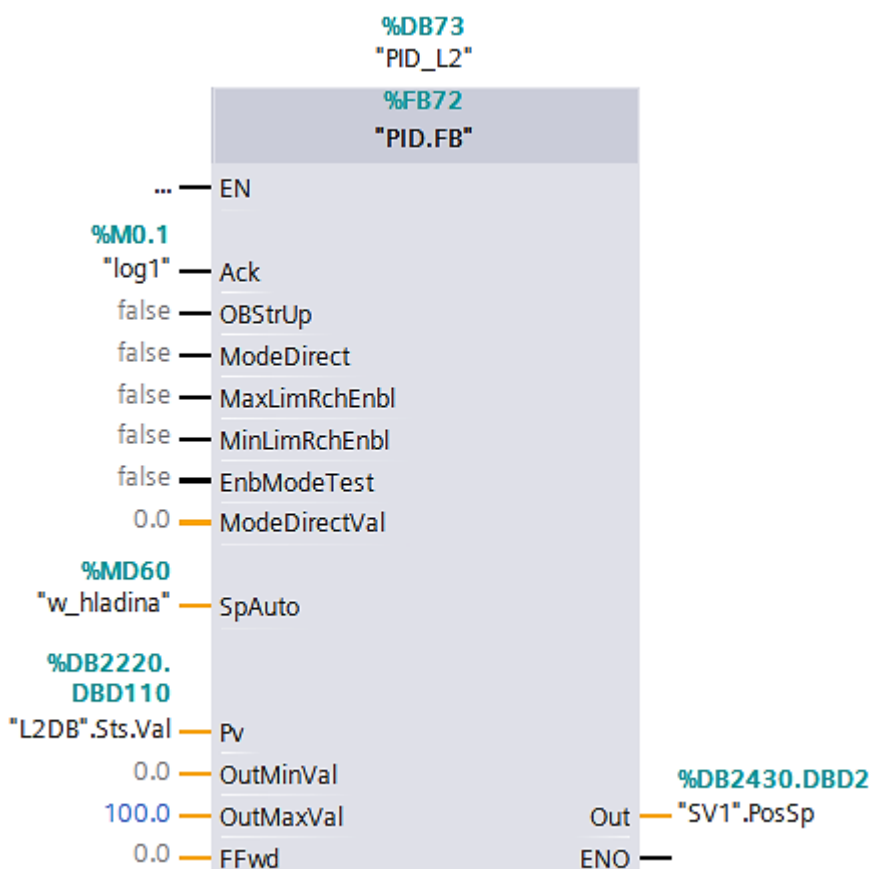 %DB73
"PID_L2"
%FB72
"PID.FB"
... EN
%M0.1
"log1" Ack
false OBStrUp
false ModeDirect
false MaxLimRchEnbl
false MinLimRchEnbl
false EnbModeTest
0.0 ModeDirectVal
%MD60
"w_hladina" SpAuto
%DB2220.
DBD110
"L2DB".Sts.Val Pv
0.0 OutMinVal
%DB2430.DBD2
100.0 OutMaxVal Out "SV1".PosSp
0.0 FFwd ENO